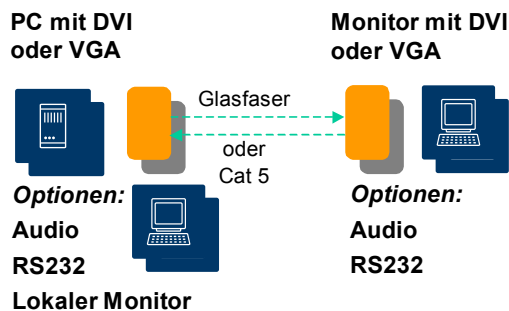 PC mit DVI
oder VGA
Monitor mit DVI
oder VGA
Glasfaser
oder
Cat 5
Optionen:
Audio
RS232
Lokaler Monitor
Optionen:
Audio
RS232